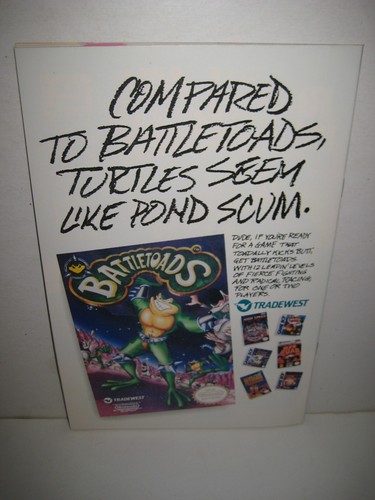 COMPARED
TO BATTLETOADS,
TURTLES SEEM
LIKE POND SCUM.
DUDE, IF YOU'RE READY
FOR A GAME THAT
TOADALLY KICKS BUTT,
GET BATTLETOADS.
WITH 12 LEAPIN' LEVELS
OF FIERCE FIGHTING
AND RADICAL RACING
FOR ONE OR TWO
PLAYERS.
TRADEWEST
BATTLETOADS
TRADEWEST